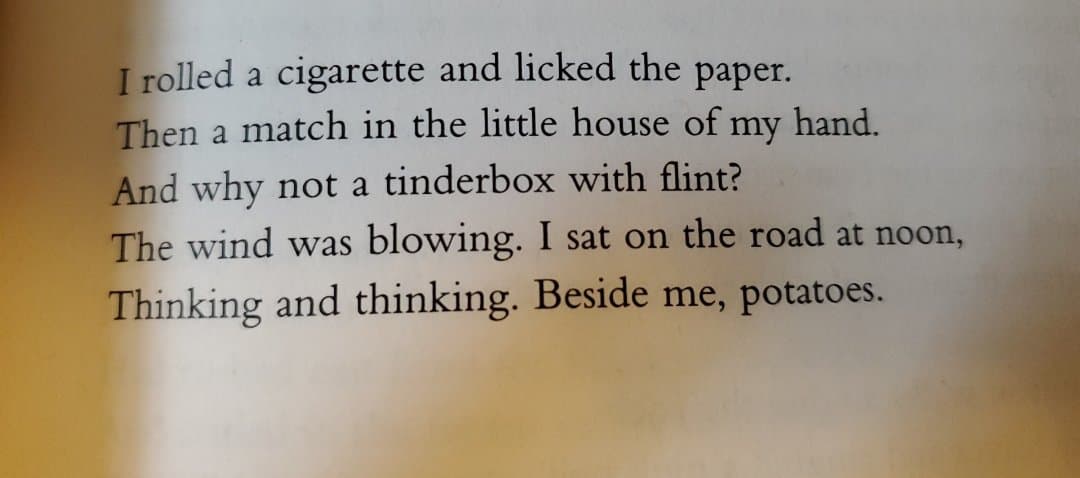 I rolled a cigarette and licked the paper.
Then a match in the little house of my hand.
And why not a tinderbox with flint?
The wind was blowing. I sat on the road at noon,
Thinking and thinking. Beside me, potatoes.